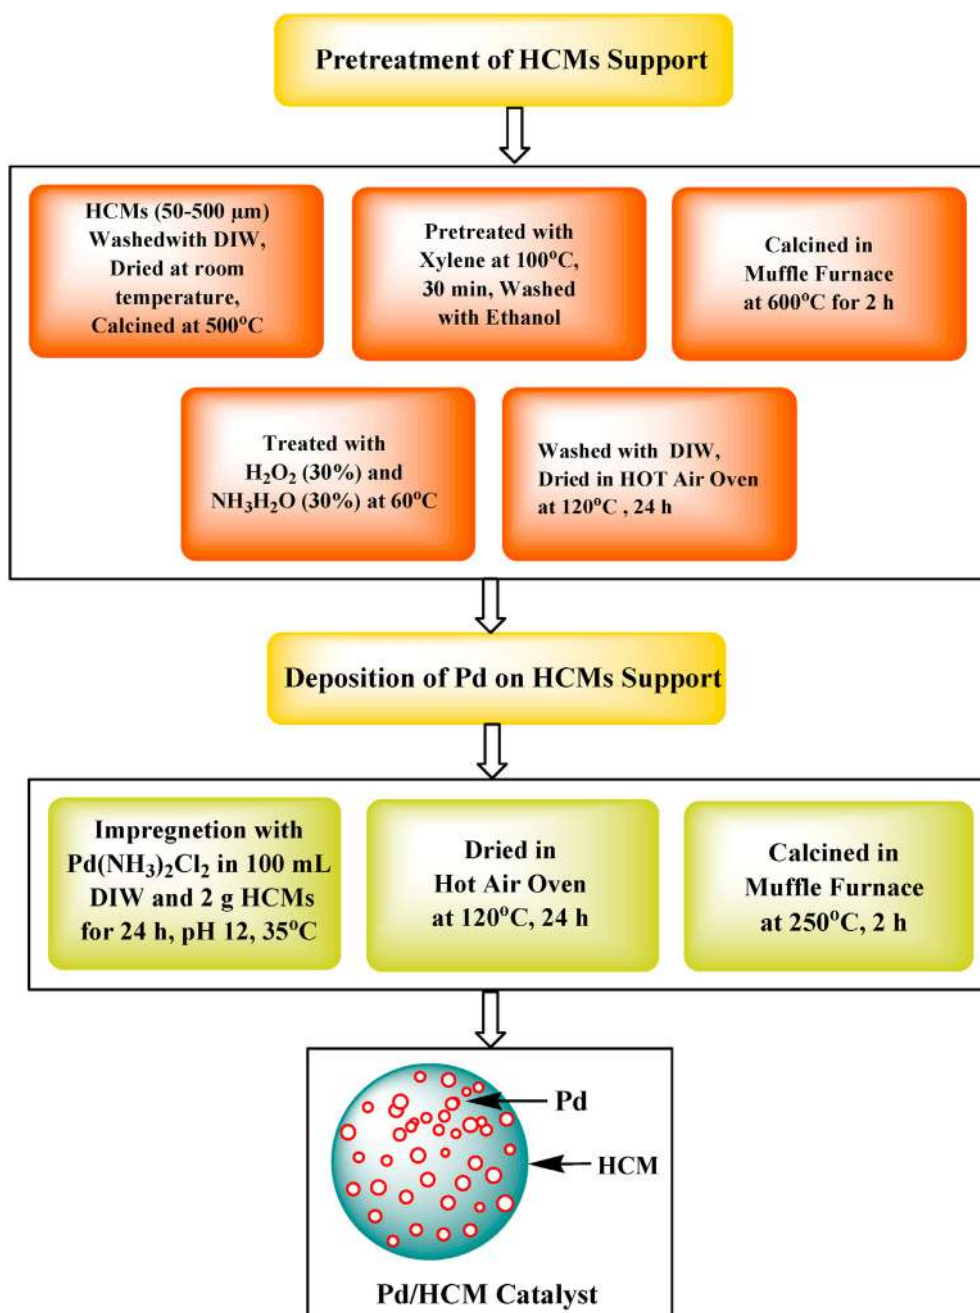 Pretreatment of HCMs Support
HCMs (50-500 μm)
Washedwith DIW,
Dried at room
temperature,
Calcined at 500°C
Pretreated with
Xylene at 100°C,
30 min, Washed
with Ethanol
Calcined in
Muffle Furnace
at 600°C for 2 h
Treated with
H₂O₂ (30%) and
NH₃H₂O (30%) at 60°C
Washed with DIW,
Dried in HOT Air Oven
at 120°C , 24 h
Deposition of Pd on HCMs Support
Impregnetion with
Pd(NH₃)₂Cl₂ in 100 mL
DIW and 2 g HCMs
for 24 h, pH 12, 35°C
Dried in
Hot Air Oven
at 120°C, 24 h
Calcined in
Muffle Furnace
at 250°C, 2 h
Pd
HCM
Pd/HCM Catalyst